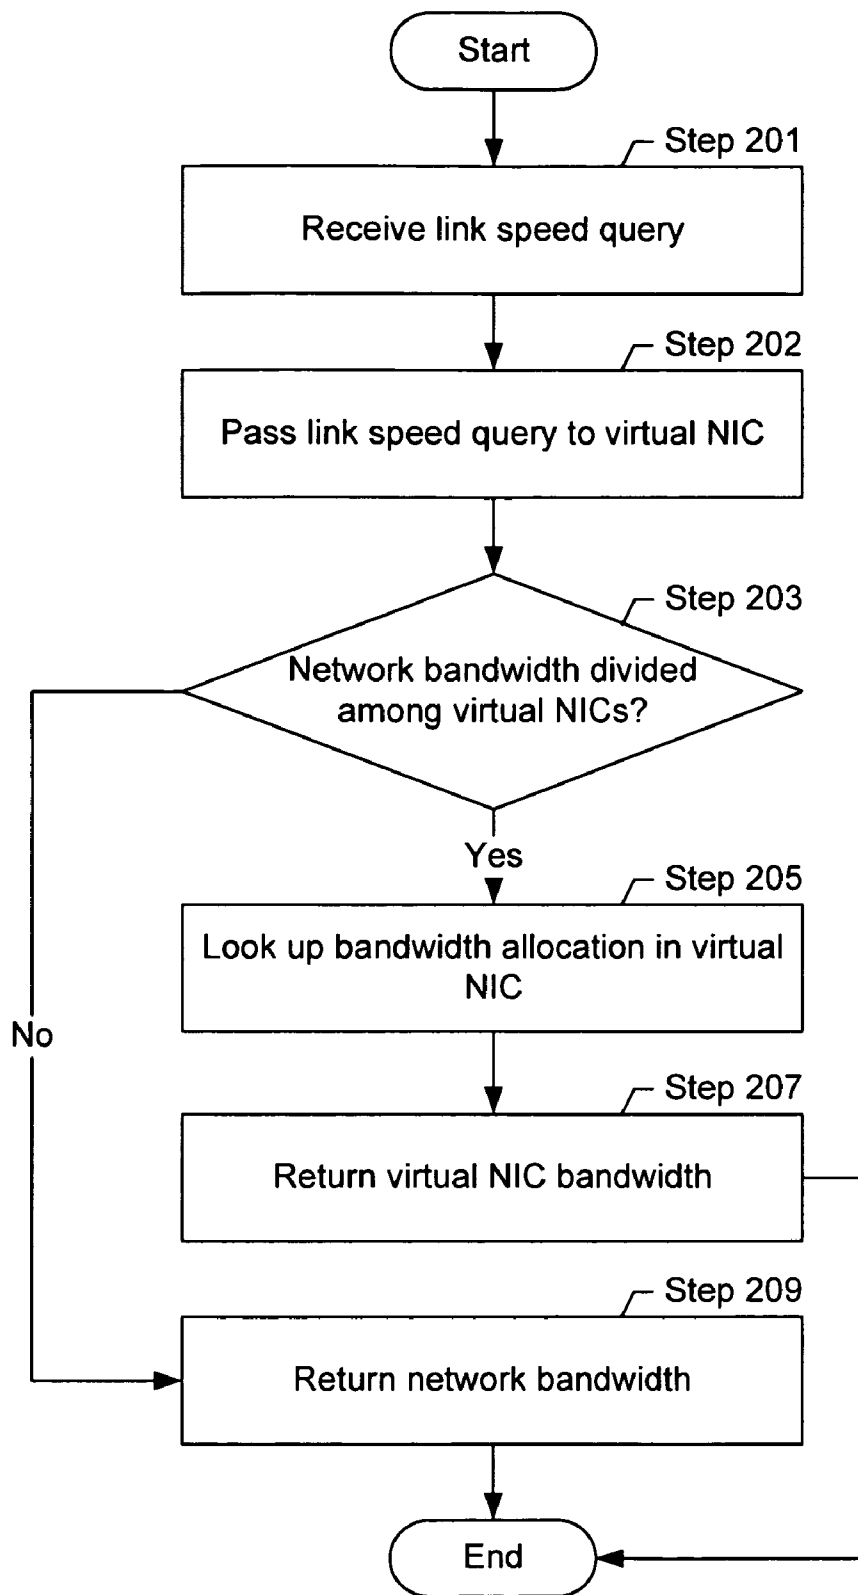 Start
Step 201
Receive link speed query
Step 202
Pass link speed query to virtual NIC
Step 203
Network bandwidth divided
among virtual NICs?
Yes
Step 205
Look up bandwidth allocation in virtual
NIC
No
Step 207
Return virtual NIC bandwidth
Step 209
Return network bandwidth
End